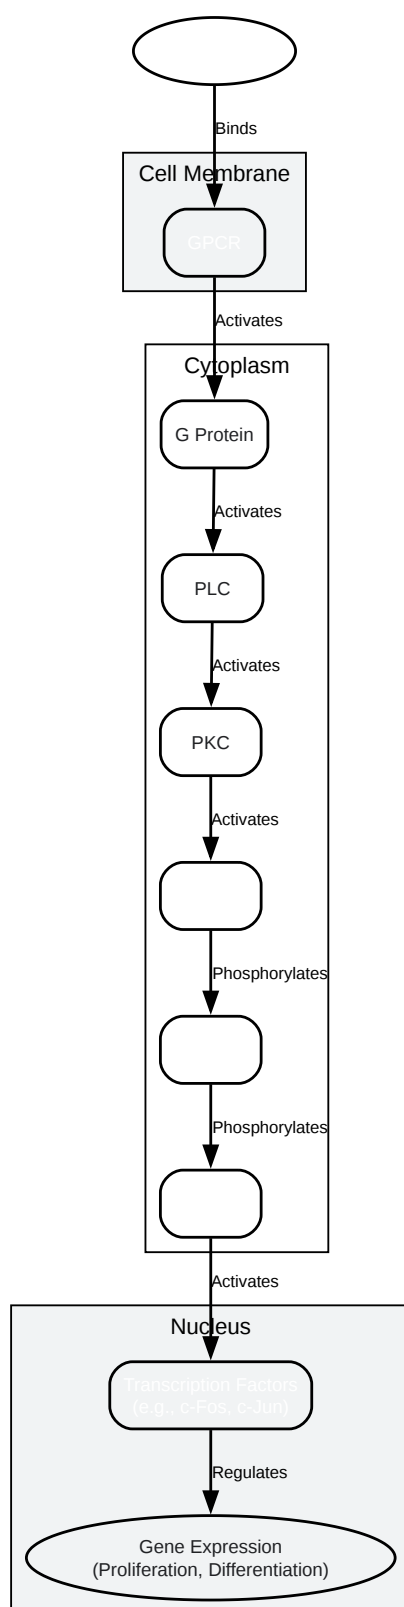 Binds
Cell Membrane
GPCR
Activates
Cytoplasm
G Protein
Activates
PLC
Activates
PKC
Activates
Phosphorylates
Phosphorylates
Activates
Nucleus
Transcription Factors
(e.g., c-Fos, c-Jun)
Regulates
Gene Expression
(Proliferation, Differentiation)